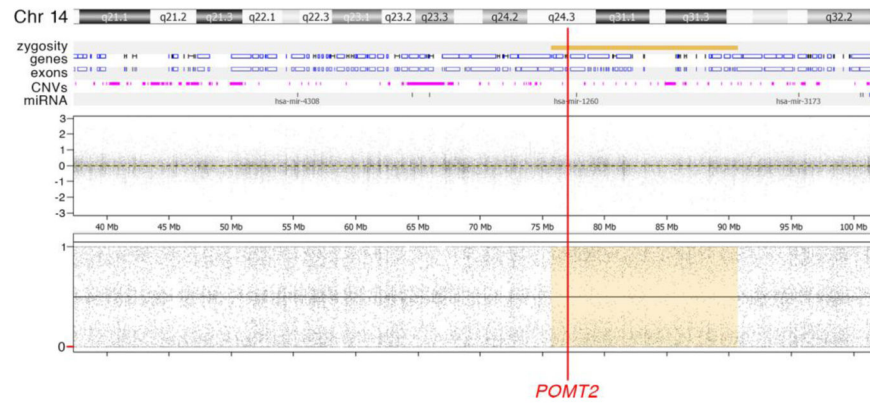 Chr 14 q21.1 q21.2 q21.3 q22.1 q22.3 q23.1 q23.2 q23.3 q24.2 q24.3 q31.1 q31.3 q32.2
zygosity
genes
exons
CNVs
miRNA hsa-mir-4308 hsa-mir-1260 hsa-mir-3173
3
2
1
0
-1
-2
-3
40 Mb 45 Mb 50 Mb 55 Mb 60 Mb 65 Mb 70 Mb 75 Mb 80 Mb 85 Mb 90 Mb 95 Mb 100 Mb
1
0
POMT2